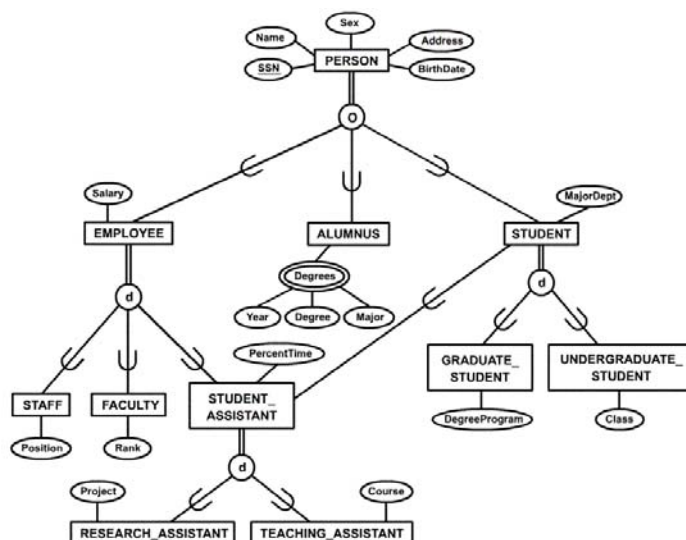 Sex
Name
Address
PERSON
SSN
BirthDate
O
Salary
MajorDept
EMPLOYEE
ALUMNUS
STUDENT
Degrees
d
d
Year
Degree
Major
PercentTime
GRADUATE_
STUDENT
UNDERGRADUATE_
STUDENT
STAFF
FACULTY
STUDENT_
ASSISTANT
DegreeProgram
Class
Position
Rank
d
Project
Course
RESEARCH_ASSISTANT
TEACHING_ASSISTANT